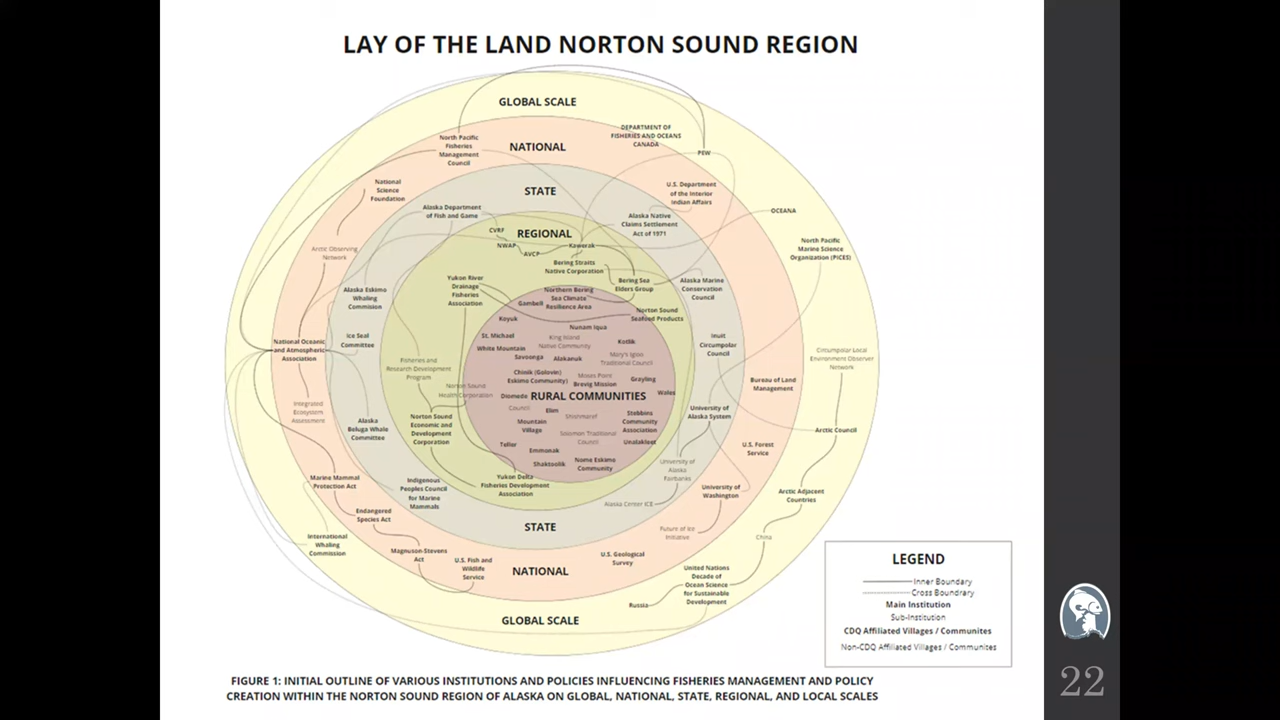 LAY OF THE LAND NORTON SOUND REGION
GLOBAL SCALE
DEPARTMENT OF
FISHERIES AND OCEANS
CANADA
North Pacific
Fisheries
Management
Council
NATIONAL
PEW
National
Science
Foundation
STATE
U.S. Department
of the Interior
Indian Affairs
Alaska Department
of Fish and Game
Alaska Native
Claims Settlement
Act of 1971
OCEANA
CVRF
REGIONAL
NWAP
AVCP
Kawerak
Arctic Observing
Network
North Pacific
Marine Science
Organization (PICES)
Bering Straits
Native Corporation
Yukon River
Drainage
Fisheries
Association
Bering Sea
Elders Group
Alaska Marine
Conservation
Council
Alaska Eskimo
Whaling
Commission
Northern Bering
Sea Climate
Resilience Area
Gambell
Norton Sound
Seafood Products
Koyuk
Nunam Iqua
St. Michael
King Island
Native Community
Kotlik
National Oceanic
and Atmospheric
Association
Ice Seal
Committee
White Mountain
Savoonga
Alakanuk
Mary's Igloo
Traditional Council
Inuit
Circumpolar
Council
Circumpolar Local
Environment Observer
Network
Fisheries and
Research Development
Program
Chinik (Golovin)
Eskimo Community)
Moses Point
Brevig Mission
Grayling
Bureau of Land
Management
Norton Sound
Health Corporation
Diomede
RURAL COMMUNITIES
Wales
Integrated
Ecosystem
Assessment
Council
Elim
Shishmaref
Stebbins
Community
Association
University of
Alaska System
Alaska
Beluga Whale
Committee
Norton Sound
Economic and
Development
Corporation
Mountain
Village
Solomon Traditional
Council
Unalakleet
Arctic Council
Teller
Emmonak
U.S. Forest
Service
Shaktoolik
Nome Eskimo
Community
University of
Alaska
Fairbanks
Marine Mammal
Protection Act
Indigenous
Peoples Council
for Marine
Mammals
Yukon Delta
Fisheries Development
Association
Alaska Center ICE
University of
Washington
Arctic Adjacent
Countries
Endangered
Species Act
STATE
Future of Ice
Initiative
China
International
Whaling
Commission
Magnuson-Stevens
Act
U.S. Fish and
Wildlife
Service
NATIONAL
U.S. Geological
Survey
United Nations
Decade of
Ocean Science
for Sustainable
Development
Russia
GLOBAL SCALE
LEGEND
Inner Boundary
Cross Boundrary
Main Institution
Sub-Institution
CDQ Affiliated Villages / Communites
Non-CDQ Affiliated Villages / Communites
FIGURE 1: INITIAL OUTLINE OF VARIOUS INSTITUTIONS AND POLICIES INFLUENCING FISHERIES MANAGEMENT AND POLICY
CREATION WITHIN THE NORTON SOUND REGION OF ALASKA ON GLOBAL, NATIONAL, STATE, REGIONAL, AND LOCAL SCALES
22